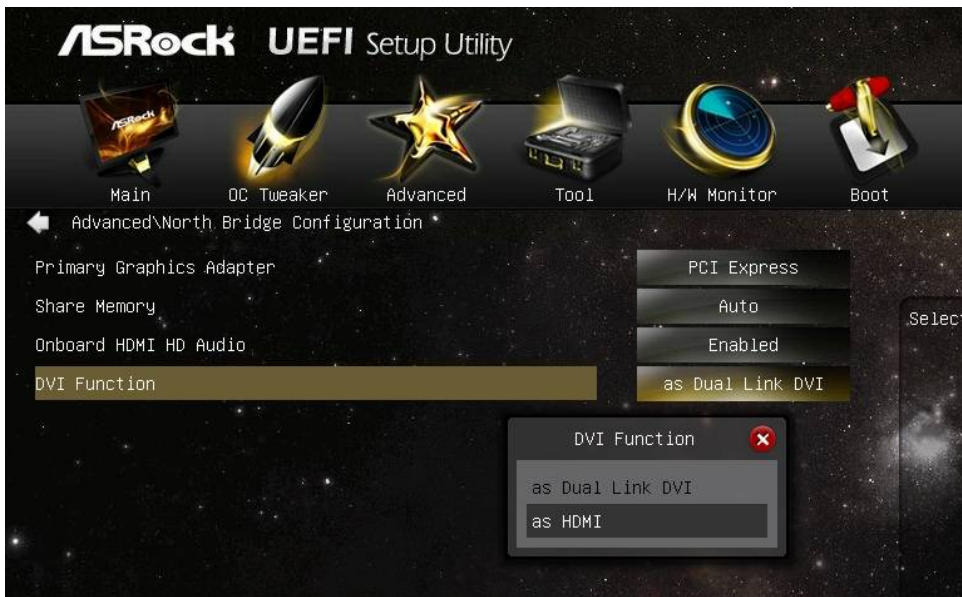 ASRock UEFI Setup Utility
ASRock
Main OC Tweaker Advanced Tool H/W Monitor Boot
Advanced\North Bridge Configuration
Primary Graphics Adapter PCI Express
Share Memory Auto
Selec
Onboard HDMI HD Audio Enabled
DVI Function as Dual Link DVI
DVI Function
as Dual Link DVI
as HDMI